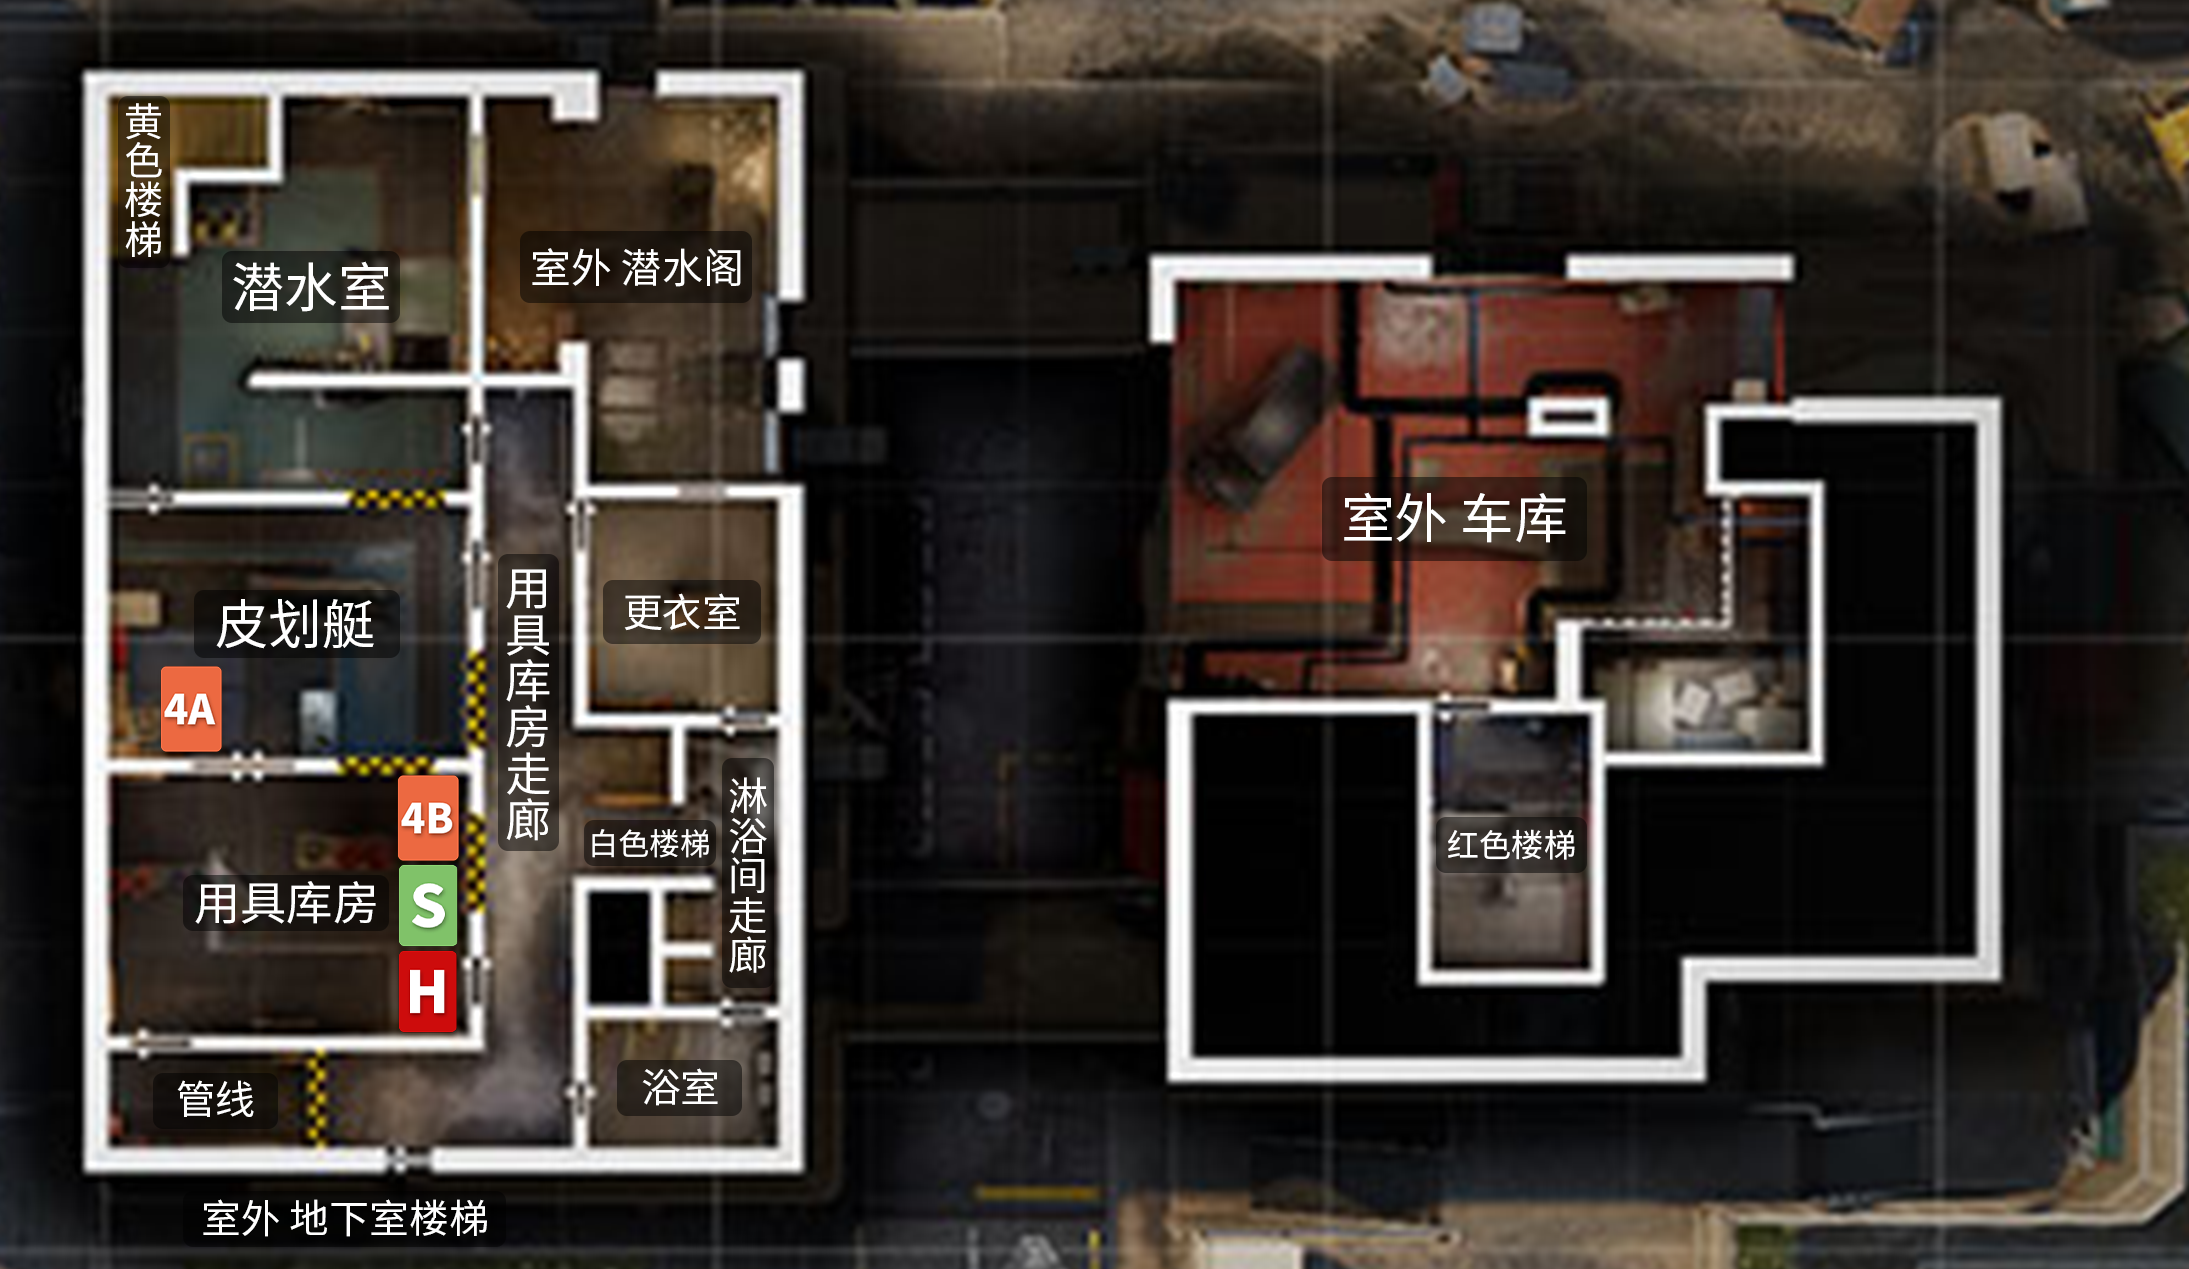 黄色楼梯
潜水室
室外 潜水阁
皮划艇
4A
用具库房走廊
更衣室
室外 车库
4B
S
H
用具库房
白色楼梯
淋浴间走廊
红色楼梯
管线
浴室
室外 地下室楼梯